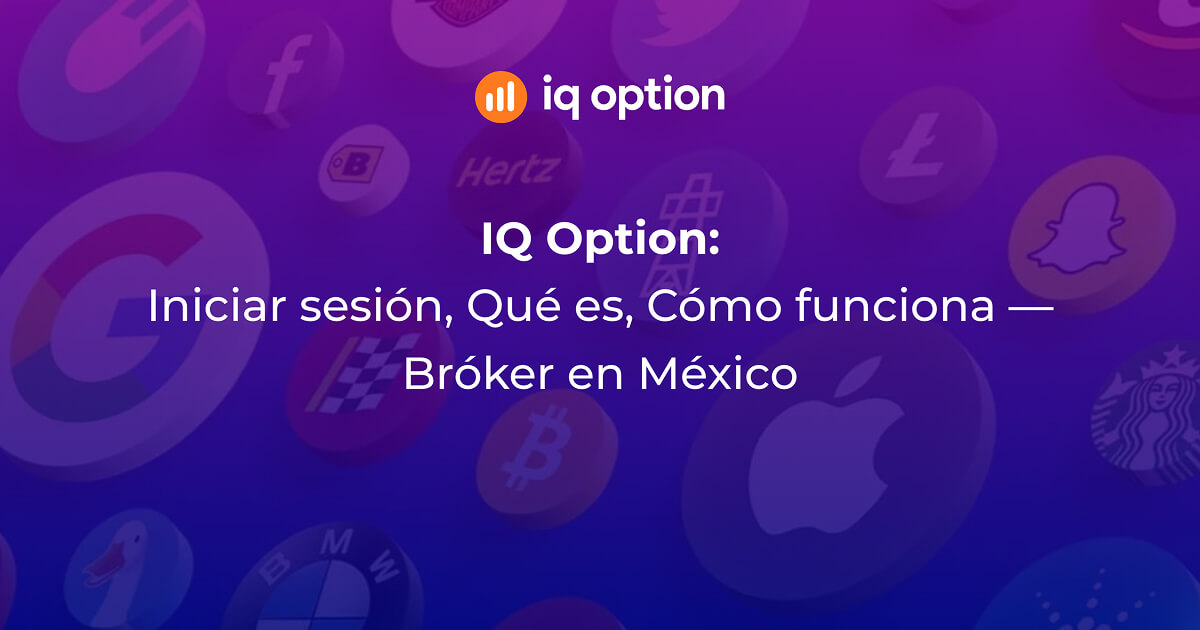 iq option
B
Hertz
IQ Option:
Iniciar sesión, Qué es, Cómo funciona —
Bróker en México
B M W